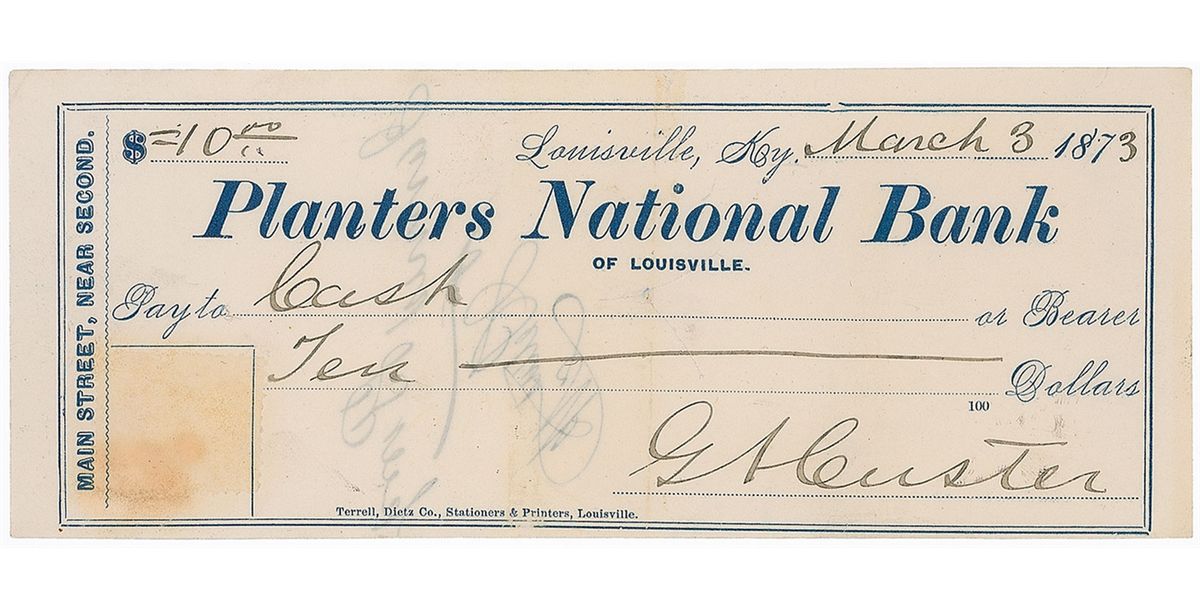 $ =10 00
Louisville, Ky. March 3 1873
Planters National Bank
OF LOUISVILLE.
Pay to Cash or Bearer
Ten Dollars
100
G A Custer
Terrell, Dietz Co., Stationers & Printers, Louisville.
MAIN STREET, NEAR SECOND.